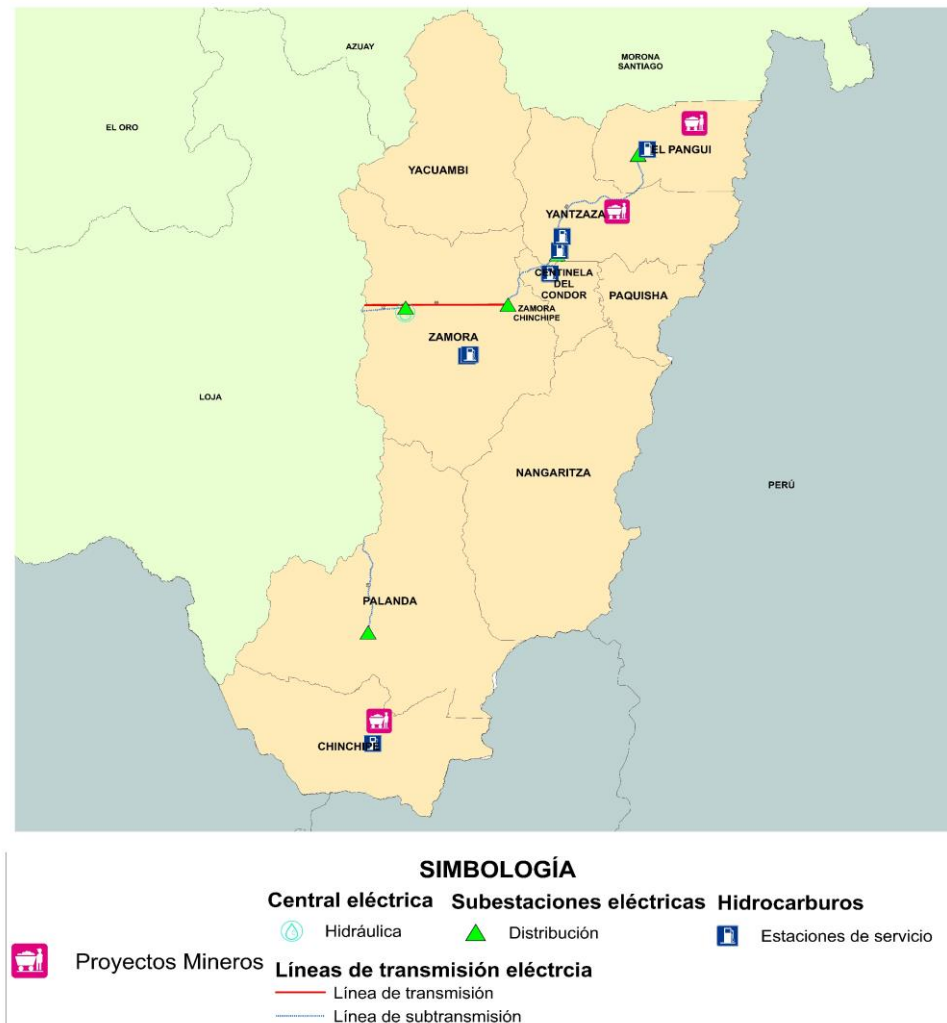 AZUAY
MORONA
SANTIAGO
EL ORO
EL PANGUI
YACUAMBI
YANTZAZA
CENTINELA
DEL
CONDOR
PAQUISHA
ZAMORA
CHINCHIPE
ZAMORA
LOJA
NANGARITZA
PERÚ
PALANDA
CHINCHIPE
SIMBOLOGÍA
Central eléctrica
Subestaciones eléctricas
Hidrocarburos
Hidráulica
Distribución
Estaciones de servicio
Proyectos Mineros
Líneas de transmisión eléctrcia
Línea de transmisión
Línea de subtransmisión